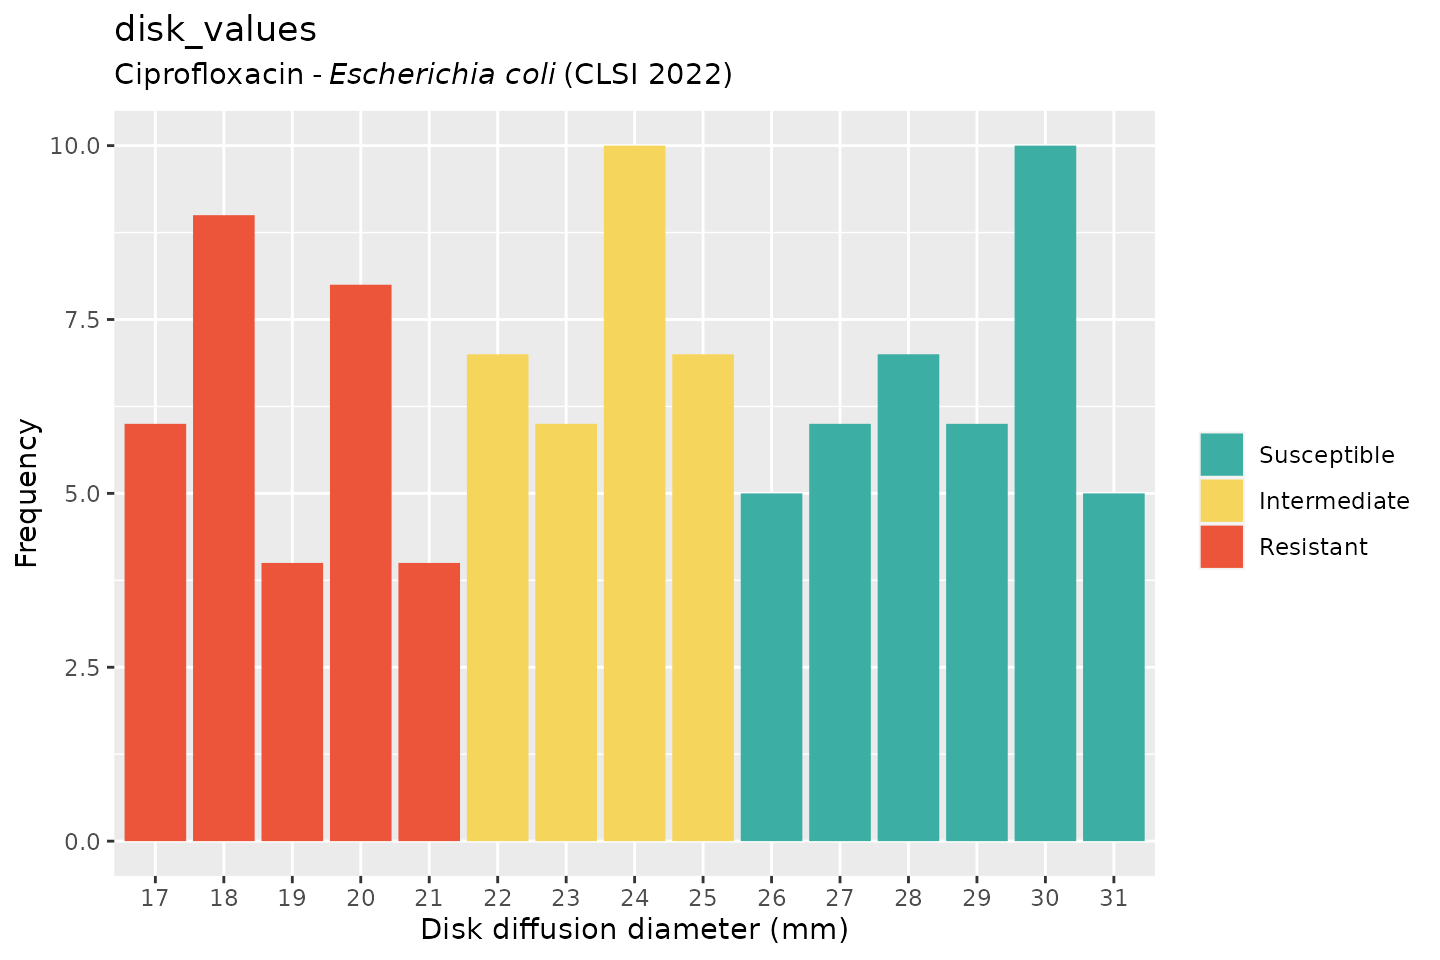 disk_values
Ciprofloxacin - Escherichia coli (CLSI 2022)
Frequency
10.0
7.5
5.0
2.5
0.0
17 18 19 20 21 22 23 24 25 26 27 28 29 30 31
Disk diffusion diameter (mm)
Susceptible
Intermediate
Resistant